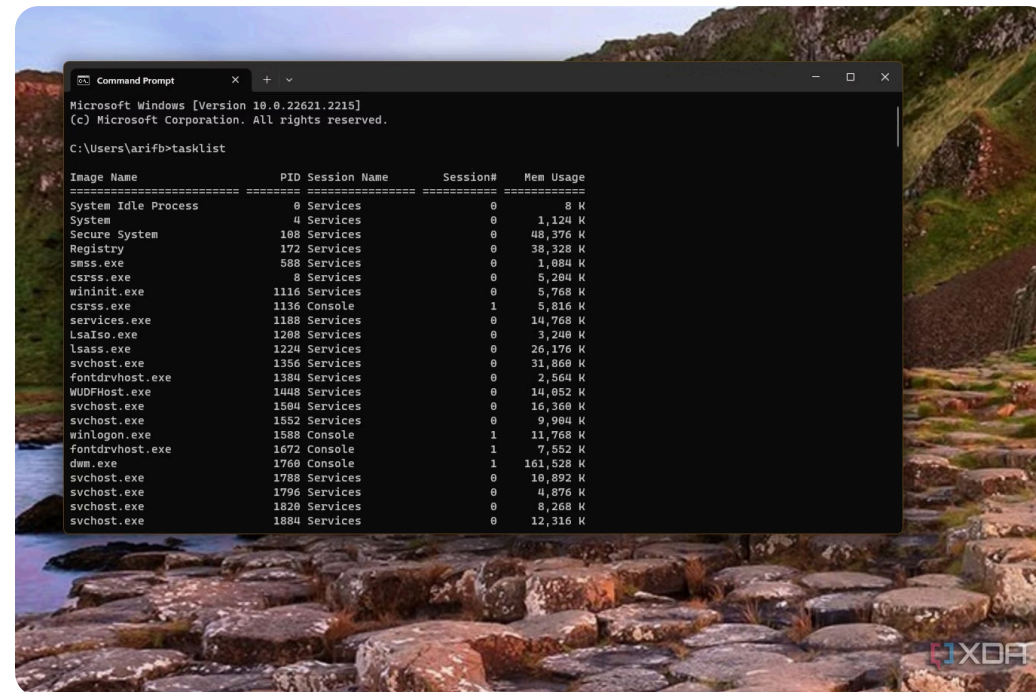 Command Prompt
Microsoft Windows [Version 10.0.22621.2215]
(c) Microsoft Corporation. All rights reserved.
C:\Users\arifb>tasklist
Image Name                     PID Session Name        Session#    Mem Usage
========================= ======== ================ =========== ============
System Idle Process              0 Services                   0          8 K
System                           4 Services                   0      1,124 K
Secure System                  108 Services                   0     48,376 K
Registry                       172 Services                   0     38,328 K
smss.exe                       588 Services                   0      1,084 K
csrss.exe                        8 Services                   0      5,204 K
wininit.exe                   1116 Services                   0      5,768 K
csrss.exe                     1136 Console                    1      5,816 K
services.exe                  1188 Services                   0     14,768 K
LsaIso.exe                    1208 Services                   0      3,240 K
lsass.exe                     1224 Services                   0     26,176 K
svchost.exe                   1356 Services                   0     31,860 K
fontdrvhost.exe               1384 Services                   0      2,564 K
WUDFHost.exe                  1448 Services                   0     14,052 K
svchost.exe                   1504 Services                   0     16,360 K
svchost.exe                   1552 Services                   0      9,904 K
winlogon.exe                  1588 Console                    1     11,768 K
fontdrvhost.exe               1672 Console                    1      7,552 K
dwm.exe                       1760 Console                    1    161,528 K
svchost.exe                   1788 Services                   0     10,892 K
svchost.exe                   1796 Services                   0      4,876 K
svchost.exe                   1820 Services                   0      8,268 K
svchost.exe                   1884 Services                   0     12,316 K
XDA